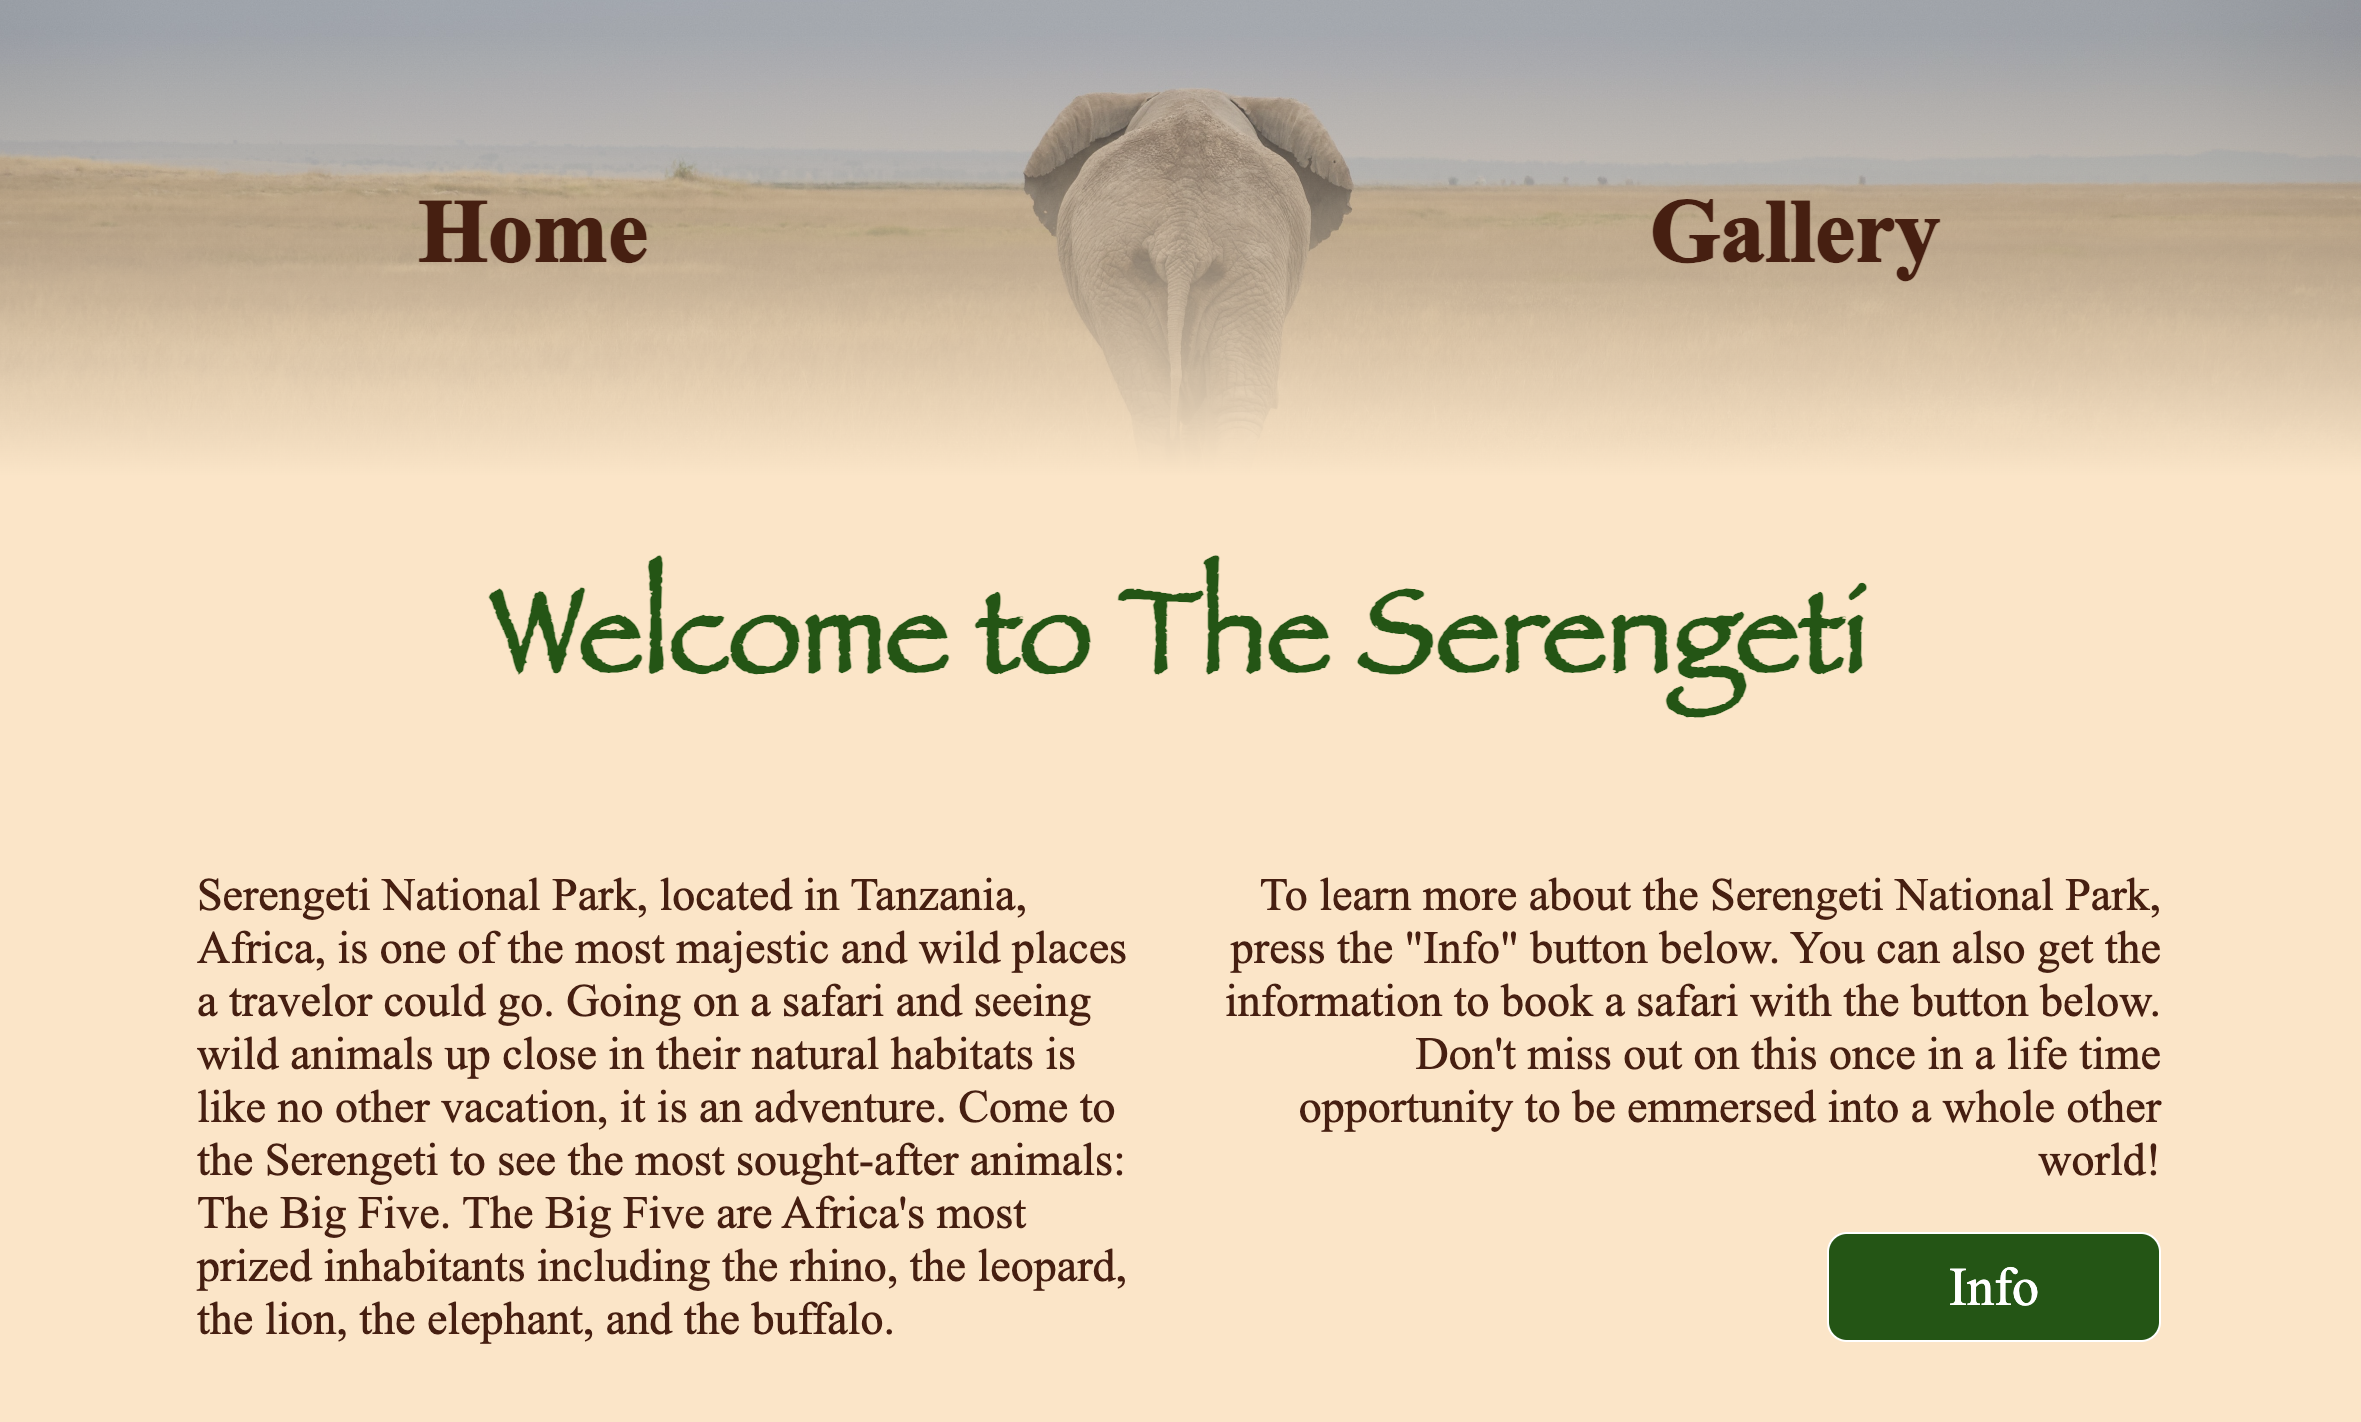 Home
Gallery
Welcome to The Serengeti
Serengeti National Park, located in Tanzania,
Africa, is one of the most majestic and wild places
a travelor could go. Going on a safari and seeing
wild animals up close in their natural habitats is
like no other vacation, it is an adventure. Come to
the Serengeti to see the most sought-after animals:
The Big Five. The Big Five are Africa's most
prized inhabitants including the rhino, the leopard,
the lion, the elephant, and the buffalo.
To learn more about the Serengeti National Park,
press the "Info" button below. You can also get the
information to book a safari with the button below.
Don't miss out on this once in a life time
opportunity to be emmersed into a whole other
world!
Info